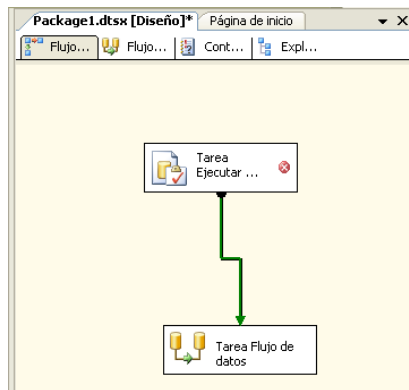 Package1.dtsx [Diseño]* Página de inicio
Flujo... Flujo... Cont... Expl...
Tarea
Ejecutar ...
Tarea Flujo de
datos